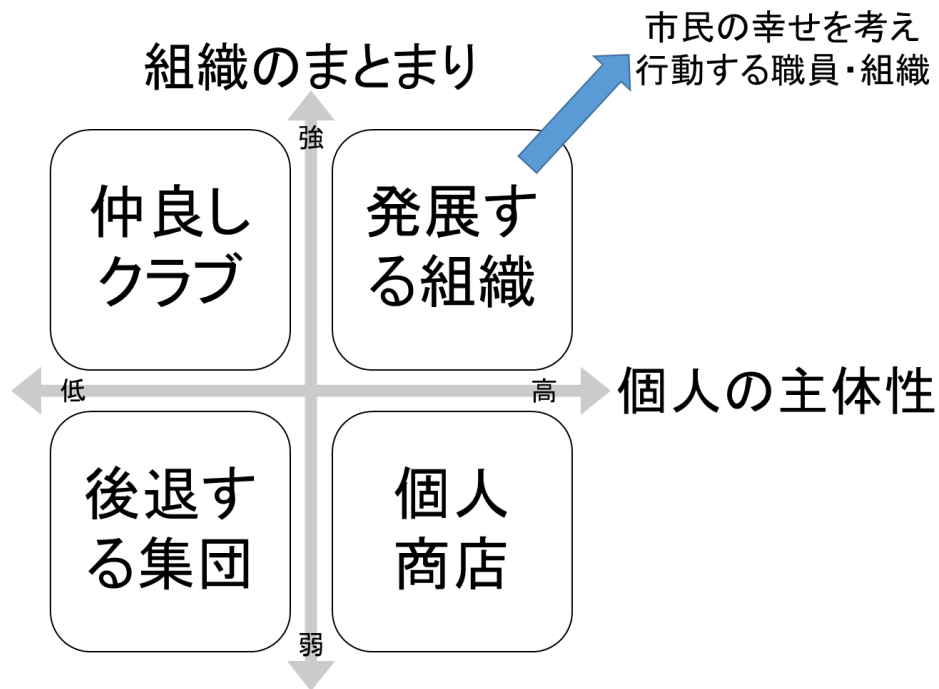 市民の幸せを考え
行動する職員・組織
組織のまとまり
強
仲良し
クラブ
発展す
る組織
低
高
個人の主体性
後退す
る集団
個人
商店
弱